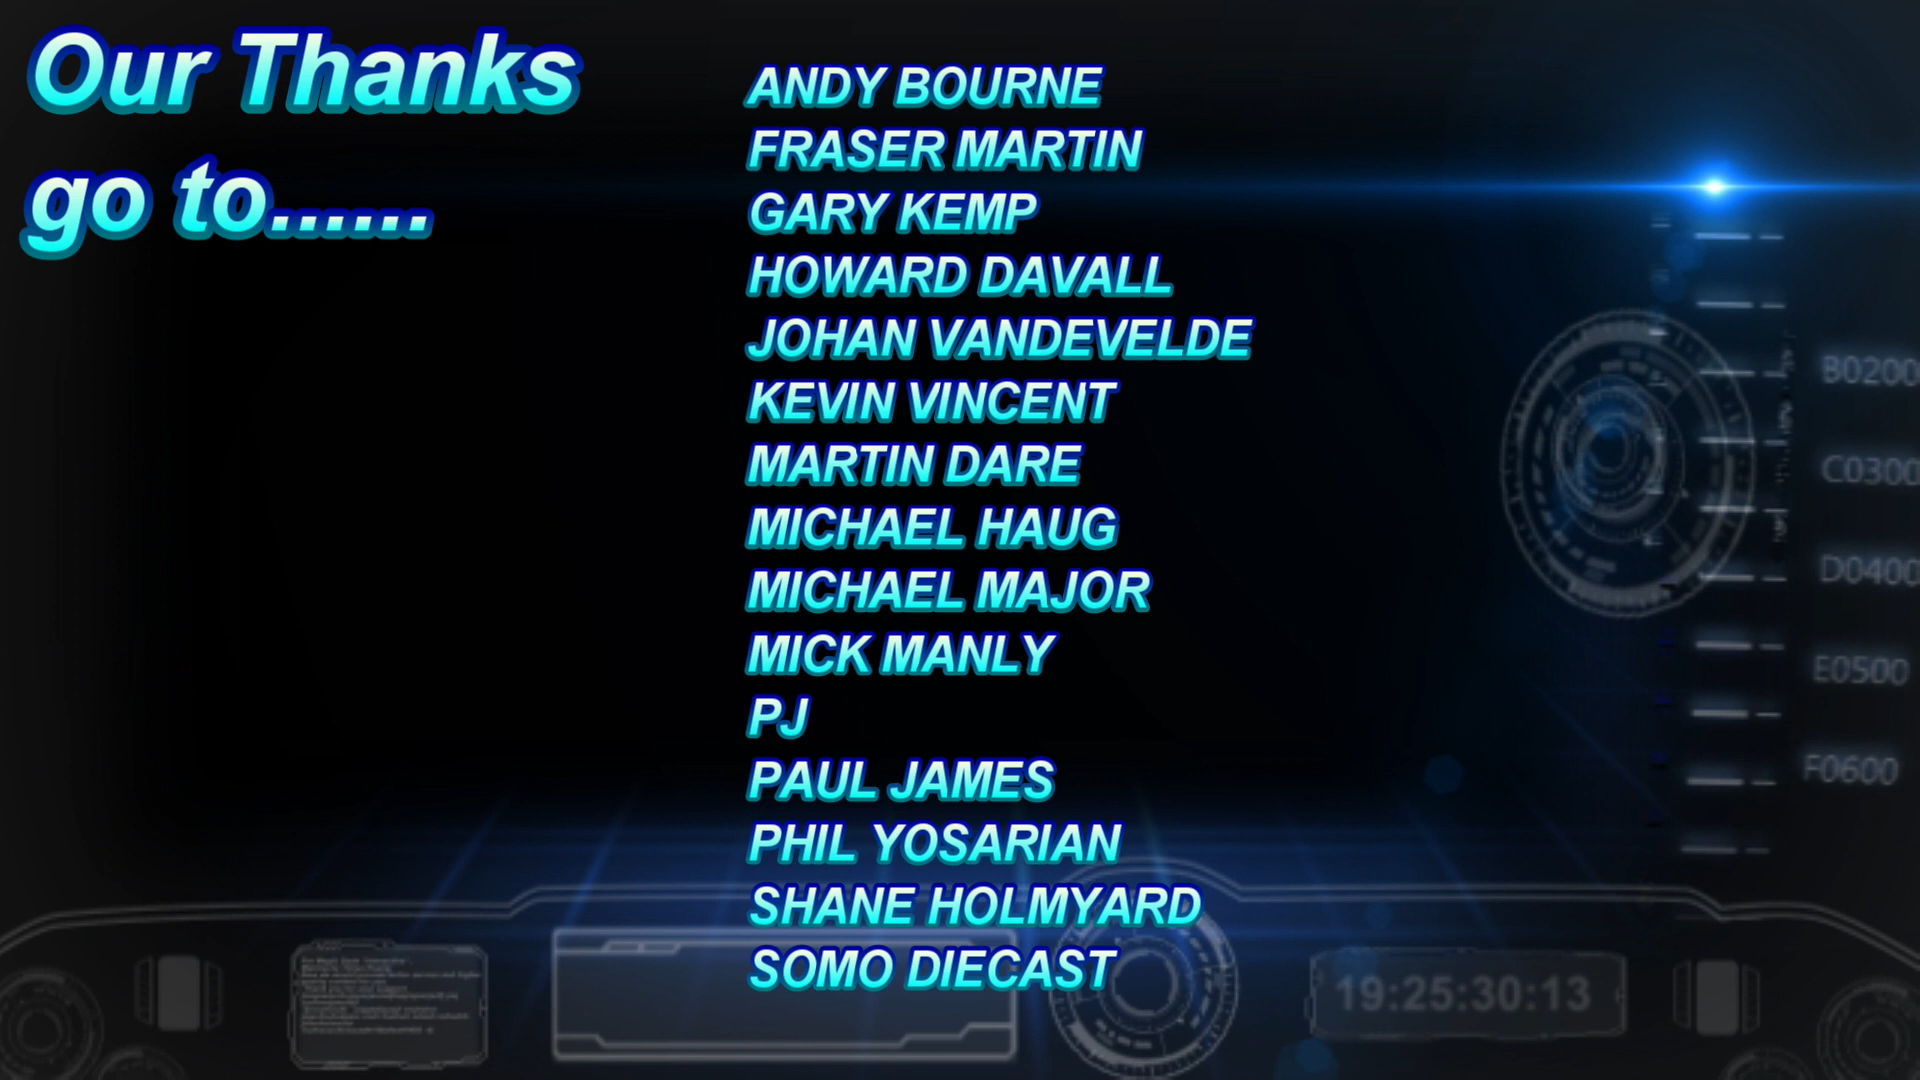 Our Thanks
go to......
ANDY BOURNE
FRASER MARTIN
GARY KEMP
HOWARD DAVALL
JOHAN VANDEVELDE
KEVIN VINCENT
MARTIN DARE
MICHAEL HAUG
MICHAEL MAJOR
MICK MANLY
PJ
PAUL JAMES
PHIL YOSARIAN
SHANE HOLMYARD
SOMO DIECAST
B0200
C0300
D0400
E0500
F0600
19:25:30:13